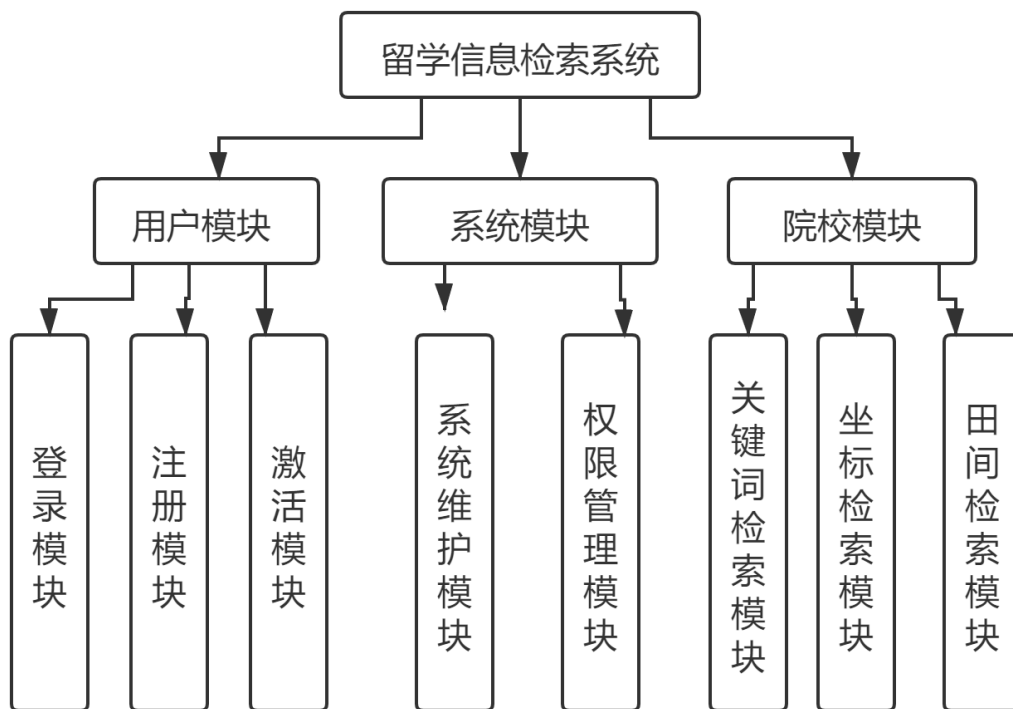 留学信息检索系统
用户模块
系统模块
院校模块
登录模块
注册模块
激活模块
系统维护模块
权限管理模块
关键词检索模块
坐标检索模块
田间检索模块